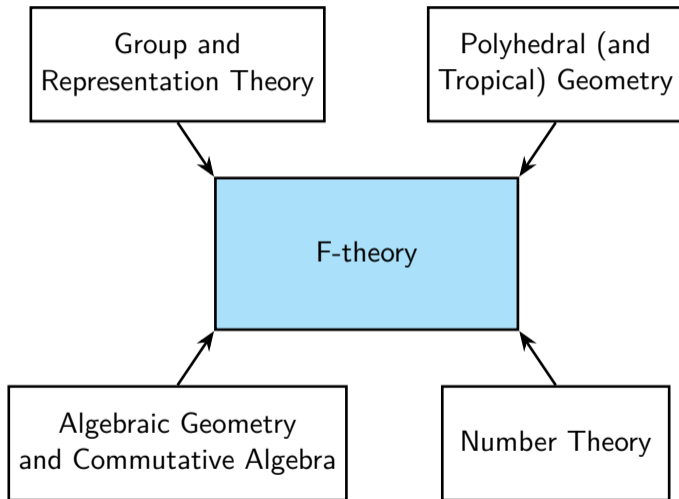 Group and
Representation Theory
Polyhedral (and
Tropical) Geometry
F-theory
Algebraic Geometry
and Commutative Algebra
Number Theory